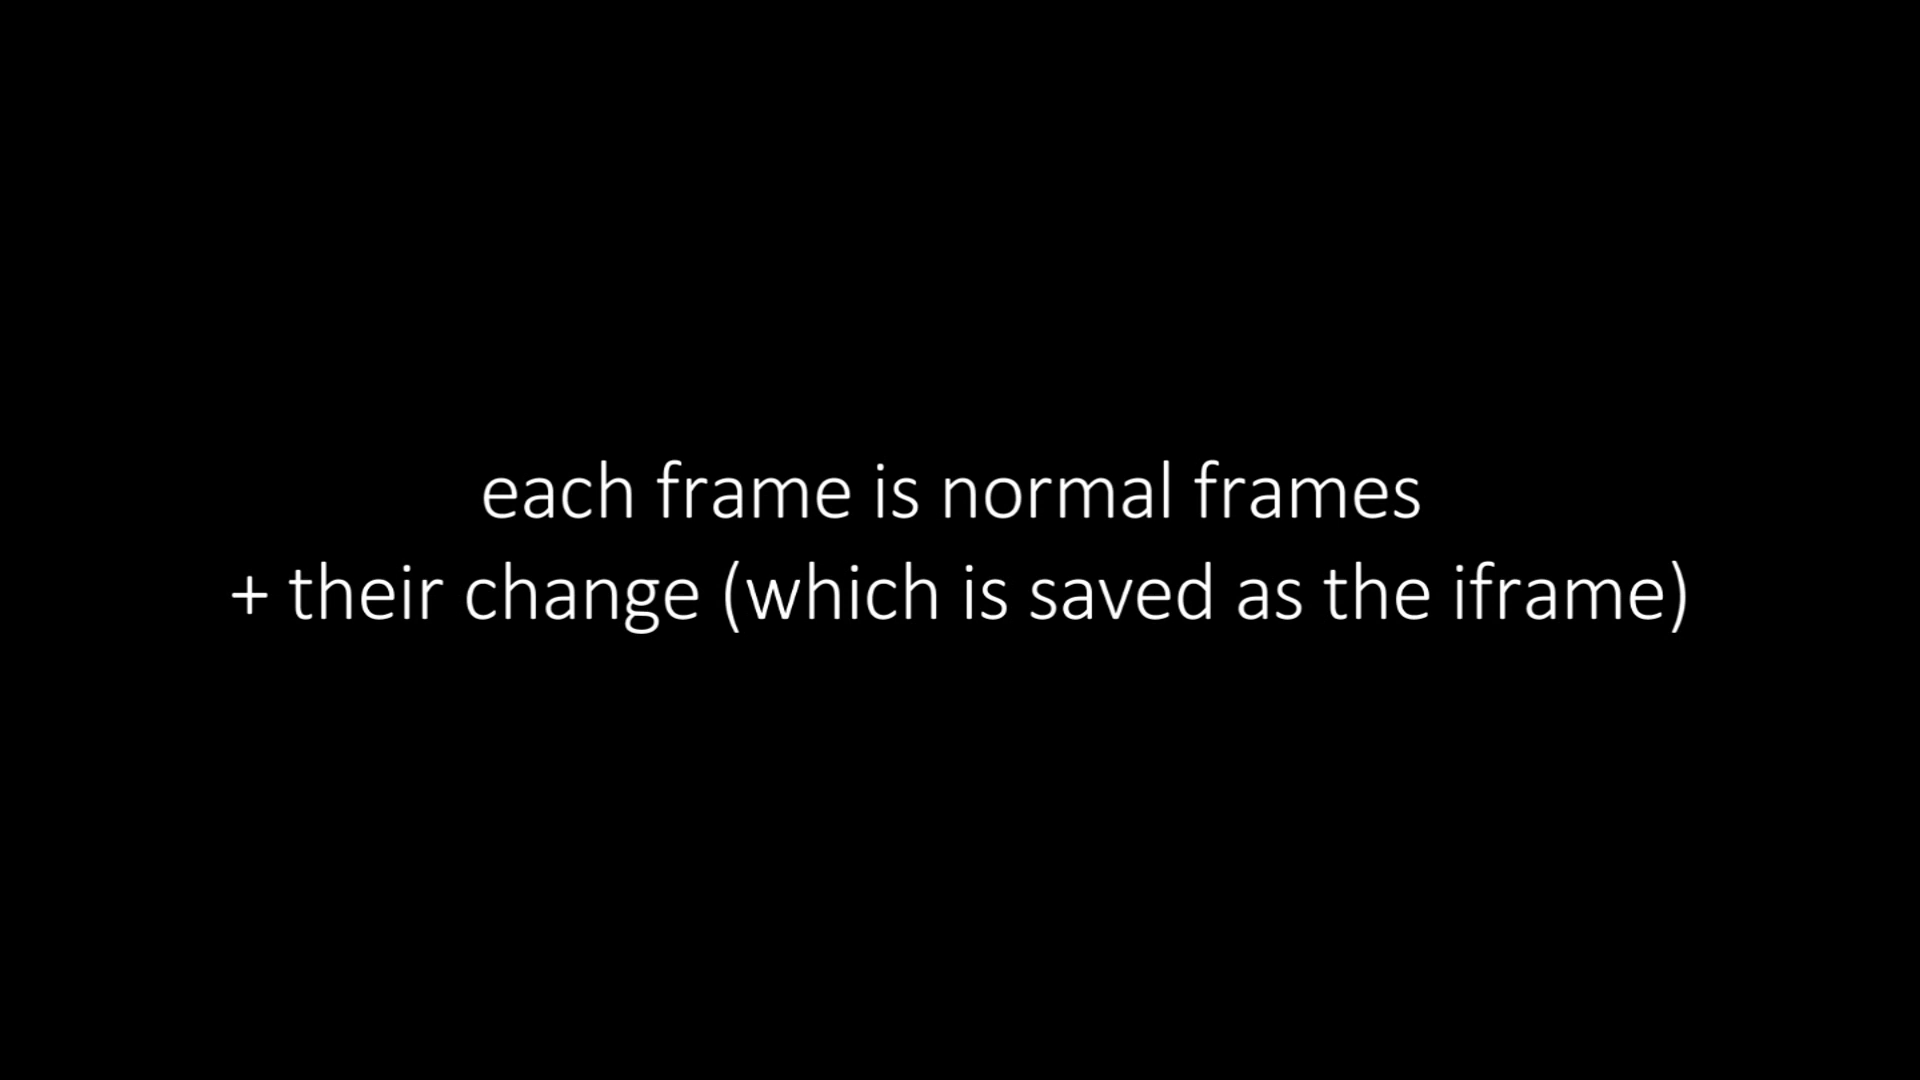 each frame is normal frames
+ their change (which is saved as the iframe)